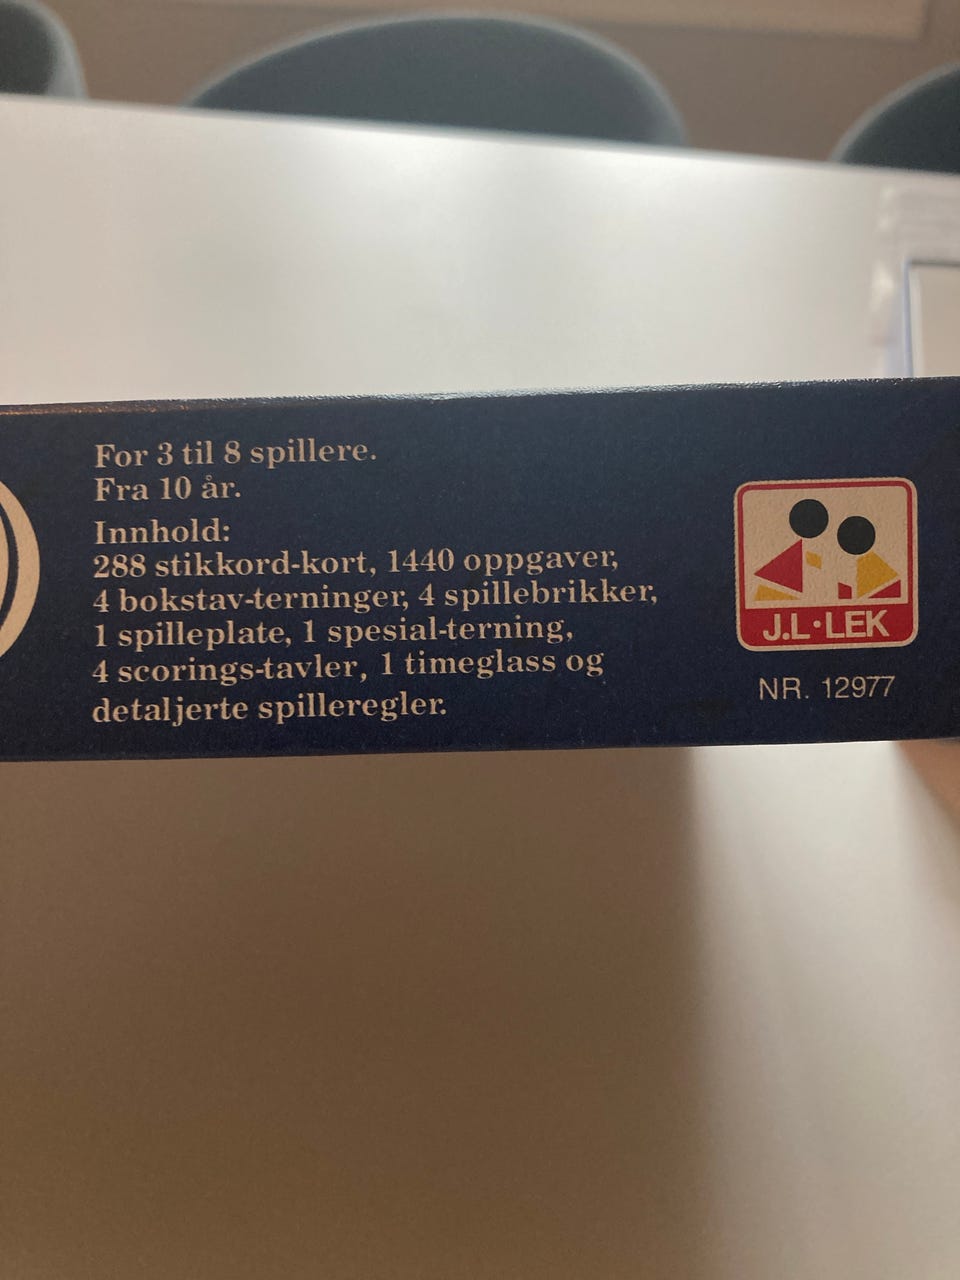 For 3 til 8 spillere.
Fra 10 år.
Innhold:
288 stikkord-kort, 1440 oppgaver,
4 bokstav-terninger, 4 spillebrikker,
1 spilleplate, 1 spesial-terning,
4 scorings-tavler, 1 timeglass og
detaljerte spilleregler.
J.L·LEK
NR. 12977